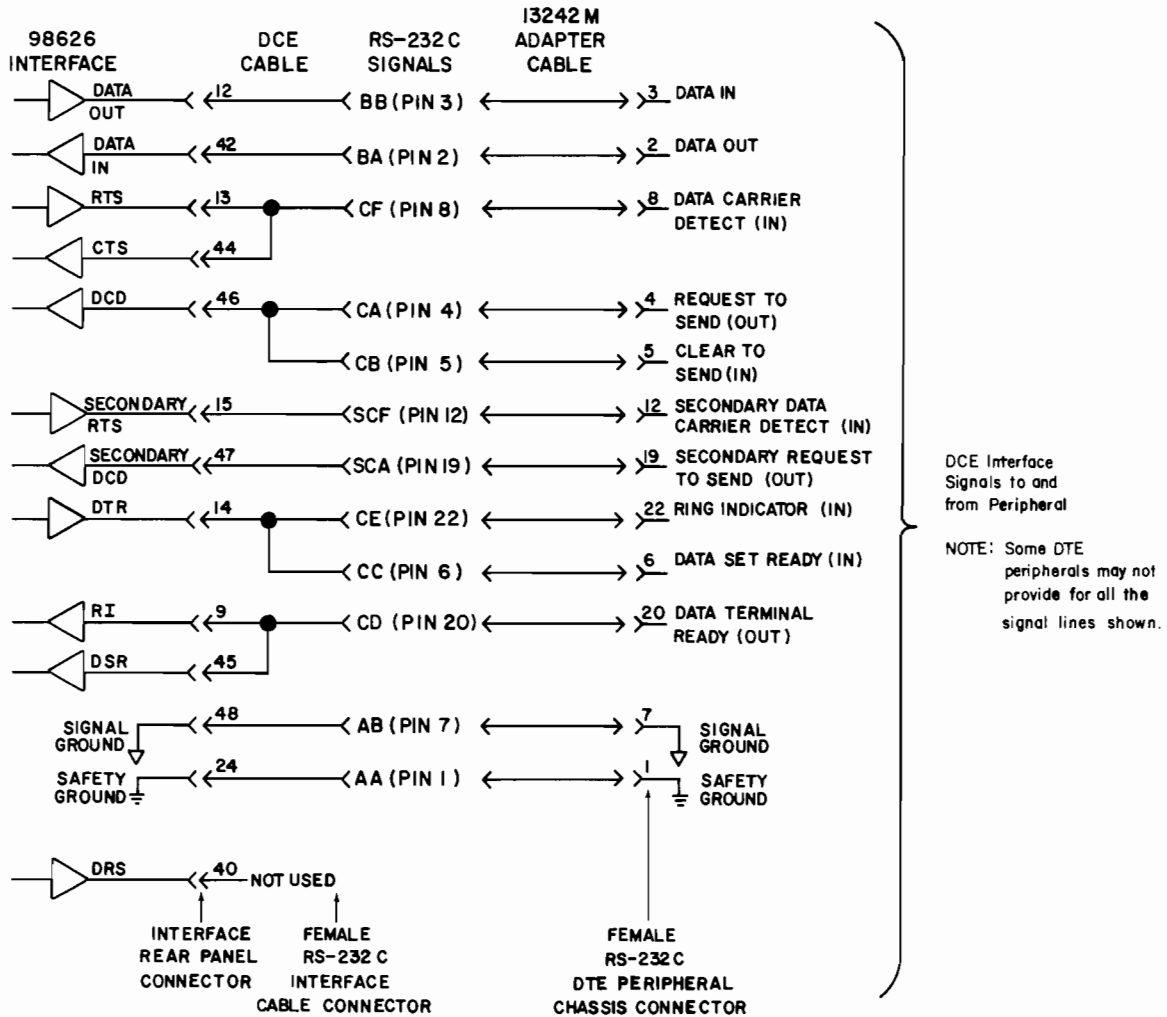 98626
INTERFACE
DCE
CABLE
RS-232C
SIGNALS
13242M
ADAPTER
CABLE
DATA
OUT
12
BB (PIN 3)
3 DATA IN
DATA
IN
42
BA (PIN 2)
2 DATA OUT
RTS
13
CF (PIN 8)
8 DATA CARRIER
DETECT (IN)
CTS
44
DCD
46
CA (PIN 4)
4 REQUEST TO
SEND (OUT)
CB (PIN 5)
5 CLEAR TO
SEND (IN)
SECONDARY
RTS
15
SCF (PIN 12)
12 SECONDARY DATA
CARRIER DETECT (IN)
SECONDARY
DCD
47
SCA (PIN 19)
19 SECONDARY REQUEST
TO SEND (OUT)
DTR
14
CE (PIN 22)
22 RING INDICATOR (IN)
CC (PIN 6)
6 DATA SET READY (IN)
RI
9
CD (PIN 20)
20 DATA TERMINAL
READY (OUT)
DSR
45
SIGNAL
GROUND
48
AB (PIN 7)
7
SIGNAL
GROUND
SAFETY
GROUND
24
AA (PIN 1)
1
SAFETY
GROUND
DRS
40
NOT USED
INTERFACE
REAR PANEL
CONNECTOR
FEMALE
RS-232C
INTERFACE
CABLE CONNECTOR
FEMALE
RS-232C
DTE PERIPHERAL
CHASSIS CONNECTOR
DCE Interface
Signals to and
from Peripheral
NOTE: Some DTE
peripherals may not
provide for all the
signal lines shown.